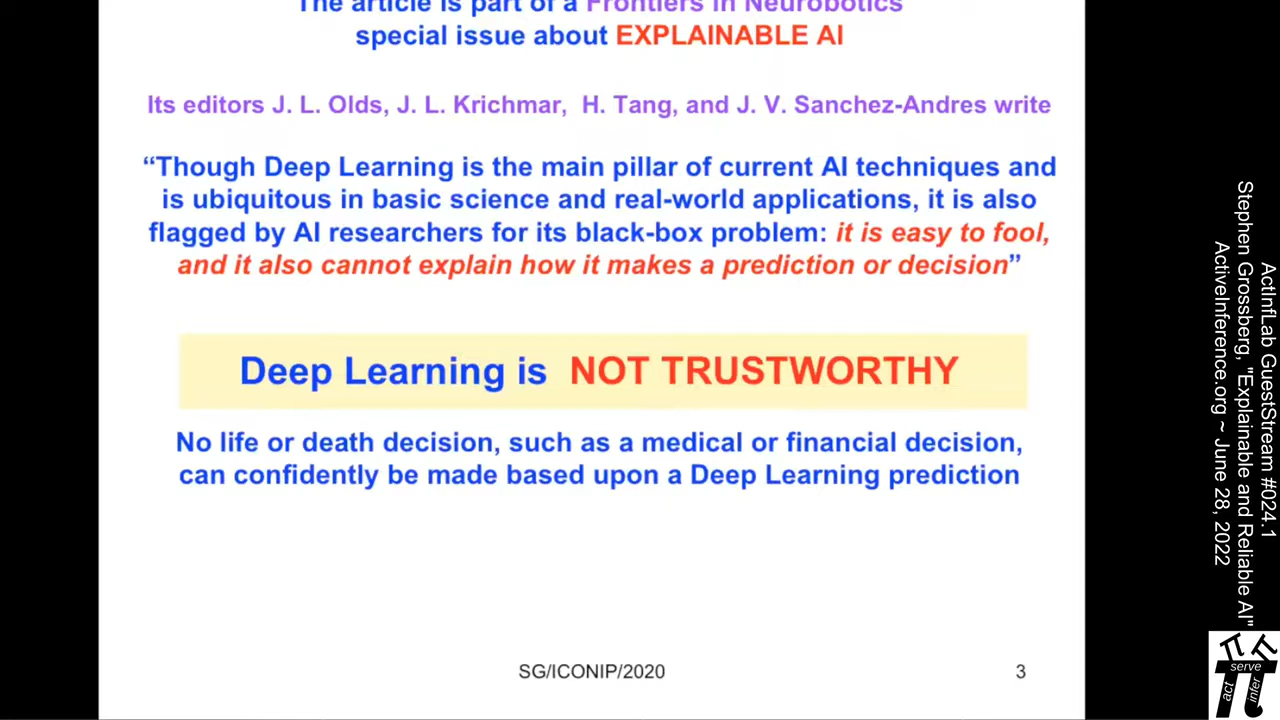 The article is part of a Frontiers in Neurobotics
special issue about EXPLAINABLE AI
Its editors J. L. Olds, J. L. Krichmar, H. Tang, and J. V. Sanchez-Andres write
“Though Deep Learning is the main pillar of current AI techniques and
is ubiquitous in basic science and real-world applications, it is also
flagged by AI researchers for its black-box problem: it is easy to fool,
and it also cannot explain how it makes a prediction or decision”
Deep Learning is NOT TRUSTWORTHY
No life or death decision, such as a medical or financial decision,
can confidently be made based upon a Deep Learning prediction
SG/ICONIP/2020
3
ActInfLab GuestStream #024.1
Stephen Grossberg, "Explainable and Reliable AI"
ActiveInference.org ~ June 28, 2022
serve
act
infer